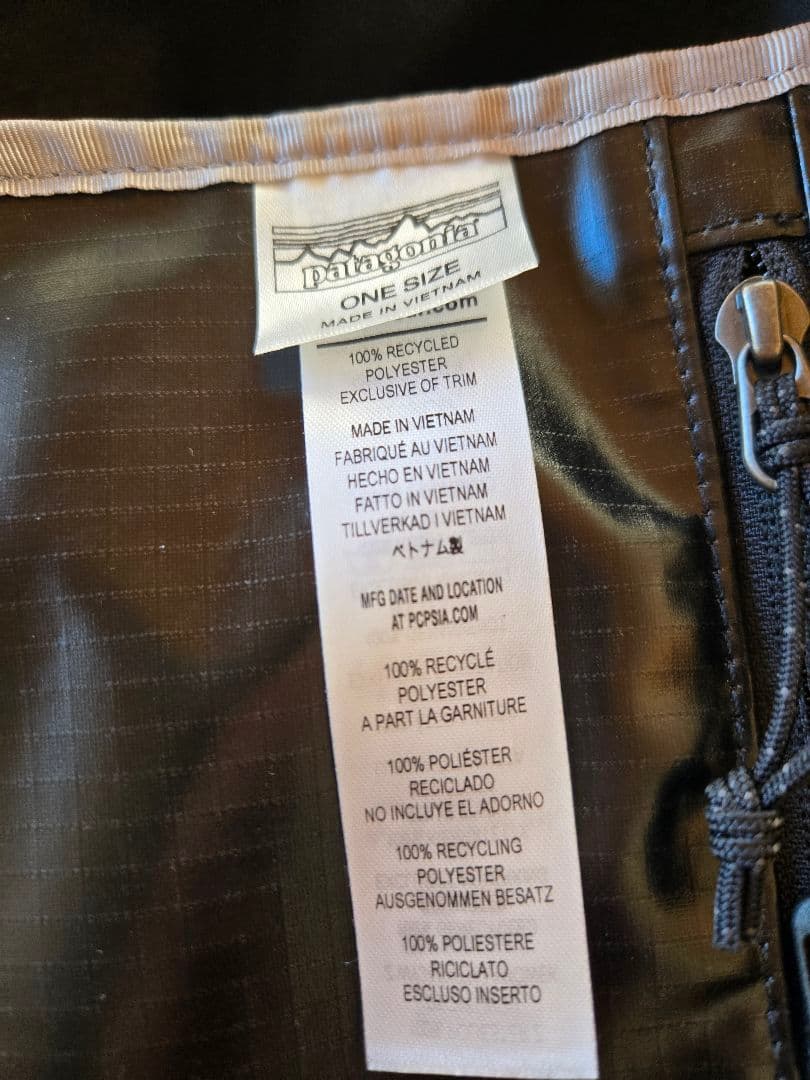 patagonia
ONE SIZE
MADE IN VIETNAM
.com
100% RECYCLED
POLYESTER
EXCLUSIVE OF TRIM
MADE IN VIETNAM
FABRIQUÉ AU VIETNAM
HECHO EN VIETNAM
FATTO IN VIETNAM
TILLVERKAD I VIETNAM
ベトナム製
MFG DATE AND LOCATION
AT PCPSIA.COM
100% RECYCLÉ
POLYESTER
A PART LA GARNITURE
100% POLIÉSTER
RECICLADO
NO INCLUYE EL ADORNO
100% RECYCLING
POLYESTER
AUSGENOMMEN BESATZ
100% POLIESTERE
RICICLATO
ESCLUSO INSERTO